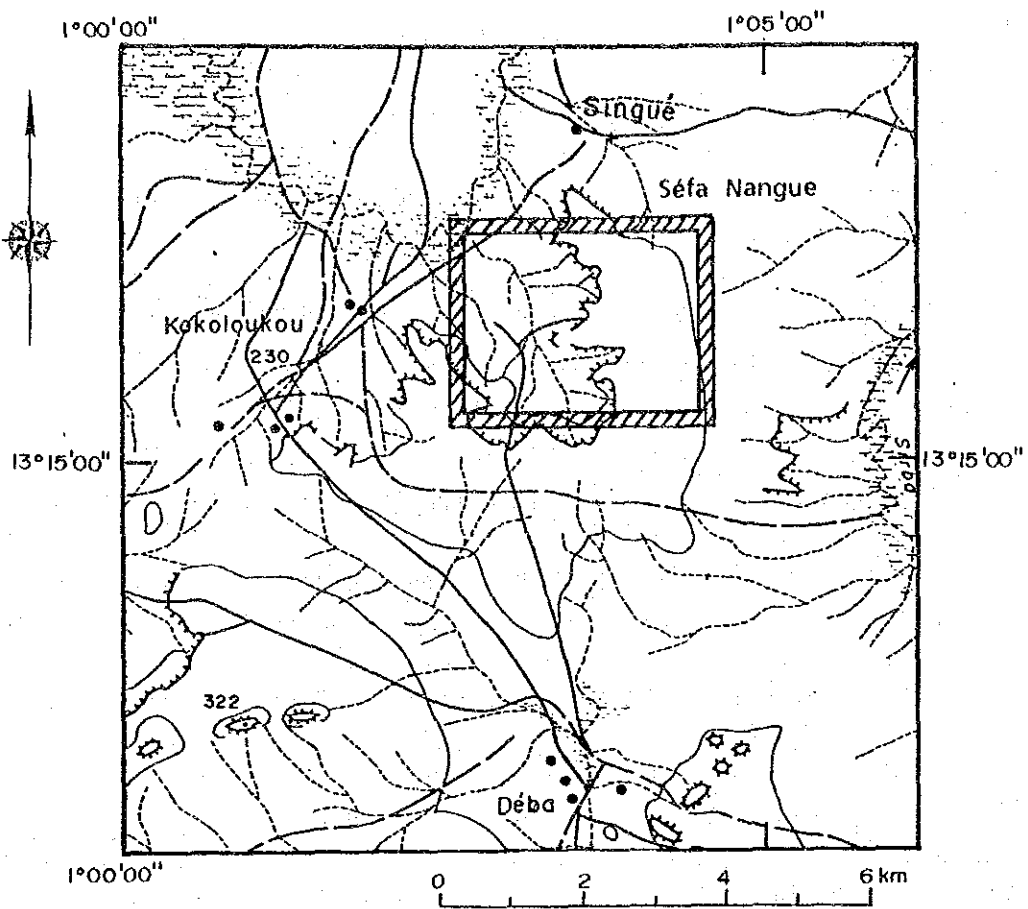 1°00'00"
1°05'00"
Singué
Séfa Nangue
Kokoloukou
230
13°15'00"
13°15'00"
Sirba
322
Déba
1°00'00"
0 2 4 6 km